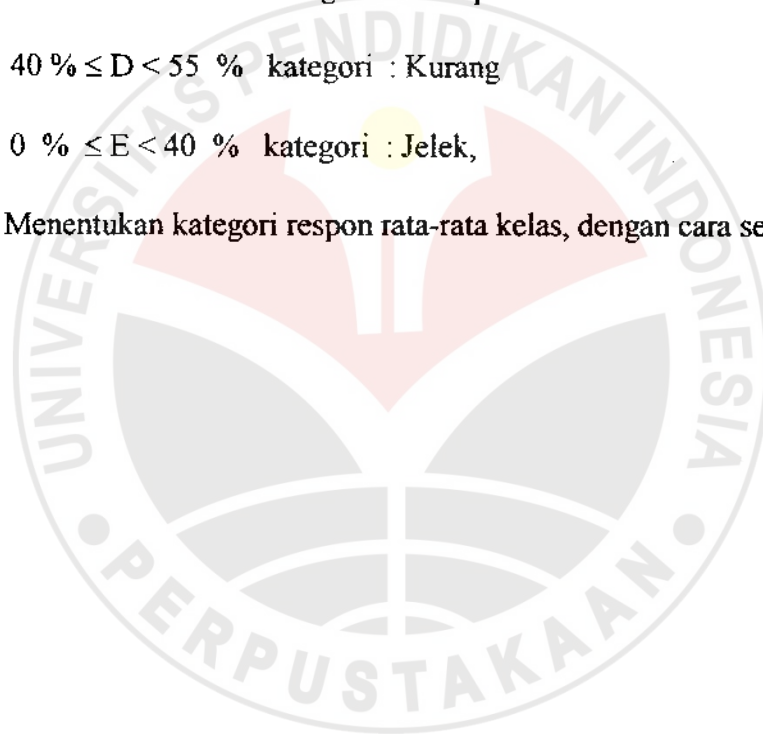 40 % ≤ D < 55 % kategori : Kurang
0 % ≤ E < 40 % kategori : Jelek,
Menentukan kategori respon rata-rata kelas, dengan cara se
UNIVERSITAS PENDIDIKAN INDONESIA
PERPUSTAKAAN